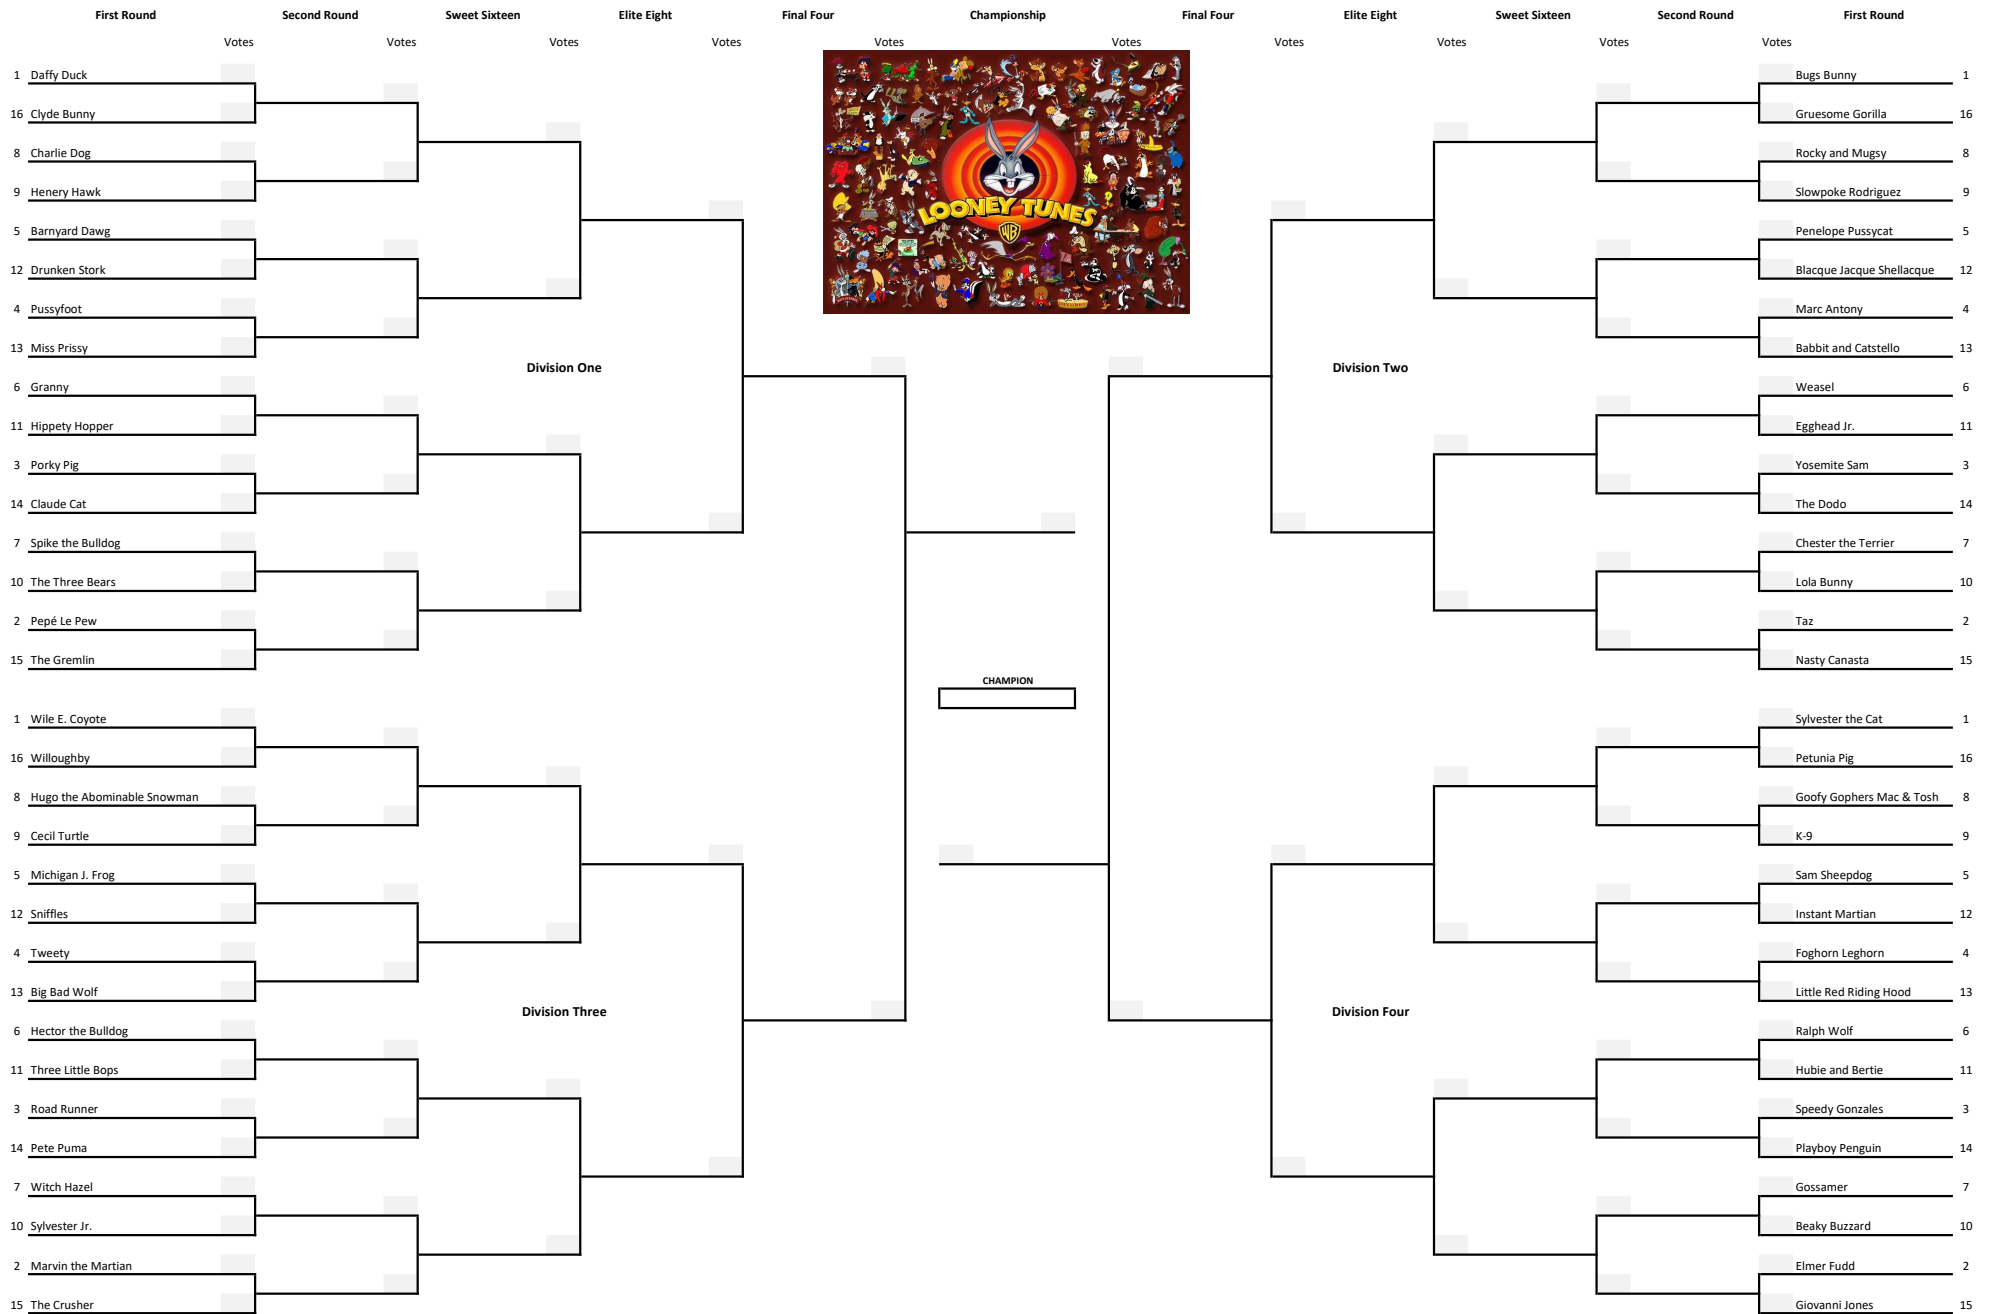 First Round Second Round Sweet Sixteen Elite Eight Final Four Championship Final Four Elite Eight Sweet Sixteen Second Round First Round
Votes Votes Votes Votes Votes Votes Votes Votes Votes Votes
1 Daffy Duck
16 Clyde Bunny
8 Charlie Dog
9 Henery Hawk
5 Barnyard Dawg
12 Drunken Stork
4 Pussyfoot
13 Miss Prissy
Division One
6 Granny
11 Hippety Hopper
3 Porky Pig
14 Claude Cat
7 Spike the Bulldog
10 The Three Bears
2 Pepé Le Pew
15 The Gremlin
1 Wile E. Coyote
16 Willoughby
8 Hugo the Abominable Snowman
9 Cecil Turtle
5 Michigan J. Frog
12 Sniffles
4 Tweety
13 Big Bad Wolf
Division Three
6 Hector the Bulldog
11 Three Little Bops
3 Road Runner
14 Pete Puma
7 Witch Hazel
10 Sylvester Jr.
2 Marvin the Martian
15 The Crusher
LOONEY TUNES
WB
CHAMPION
Bugs Bunny 1
Gruesome Gorilla 16
Rocky and Mugsy 8
Slowpoke Rodriguez 9
Penelope Pussycat 5
Blacque Jacque Shellacque 12
Marc Antony 4
Babbit and Catstello 13
Division Two
Weasel 6
Egghead Jr. 11
Yosemite Sam 3
The Dodo 14
Chester the Terrier 7
Lola Bunny 10
Taz 2
Nasty Canasta 15
Sylvester the Cat 1
Petunia Pig 16
Goofy Gophers Mac & Tosh 8
K-9 9
Sam Sheepdog 5
Instant Martian 12
Foghorn Leghorn 4
Little Red Riding Hood 13
Division Four
Ralph Wolf 6
Hubie and Bertie 11
Speedy Gonzales 3
Playboy Penguin 14
Gossamer 7
Beaky Buzzard 10
Elmer Fudd 2
Giovanni Jones 15